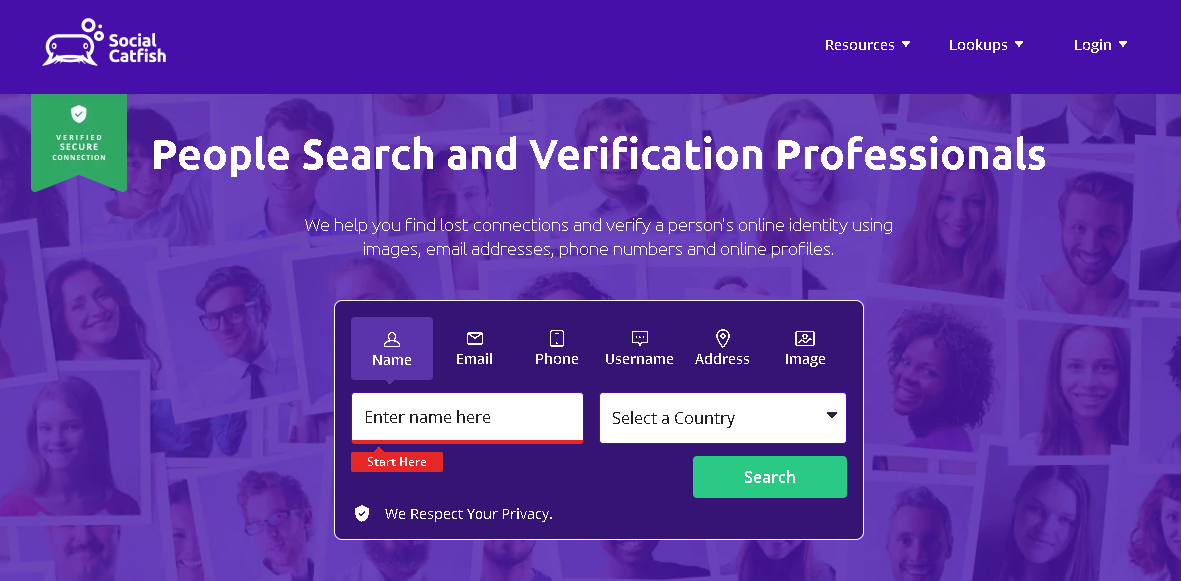 Social
Catfish
Resources
Lookups
Login
VERIFIED
SECURE
CONNECTION
People Search and Verification Professionals
We help you find lost connections and verify a person's online identity using
images, email addresses, phone numbers and online profiles.
Name
Email
Phone
Username
Address
Image
Enter name here
Select a Country
Start Here
Search
We Respect Your Privacy.